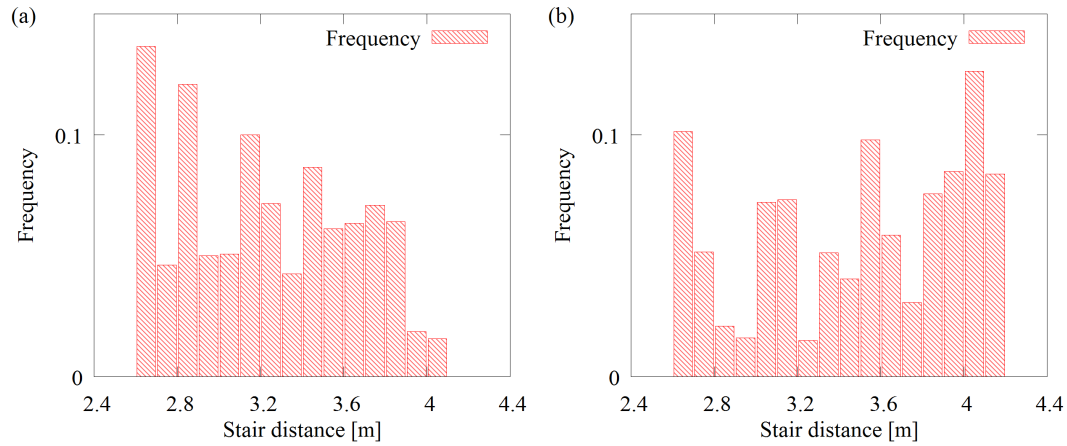 (a)
Frequency
0.1
0
Frequency
2.4 2.8 3.2 3.6 4 4.4
Stair distance [m]
(b)
Frequency
0.1
0
Frequency
2.4 2.8 3.2 3.6 4 4.4
Stair distance [m]